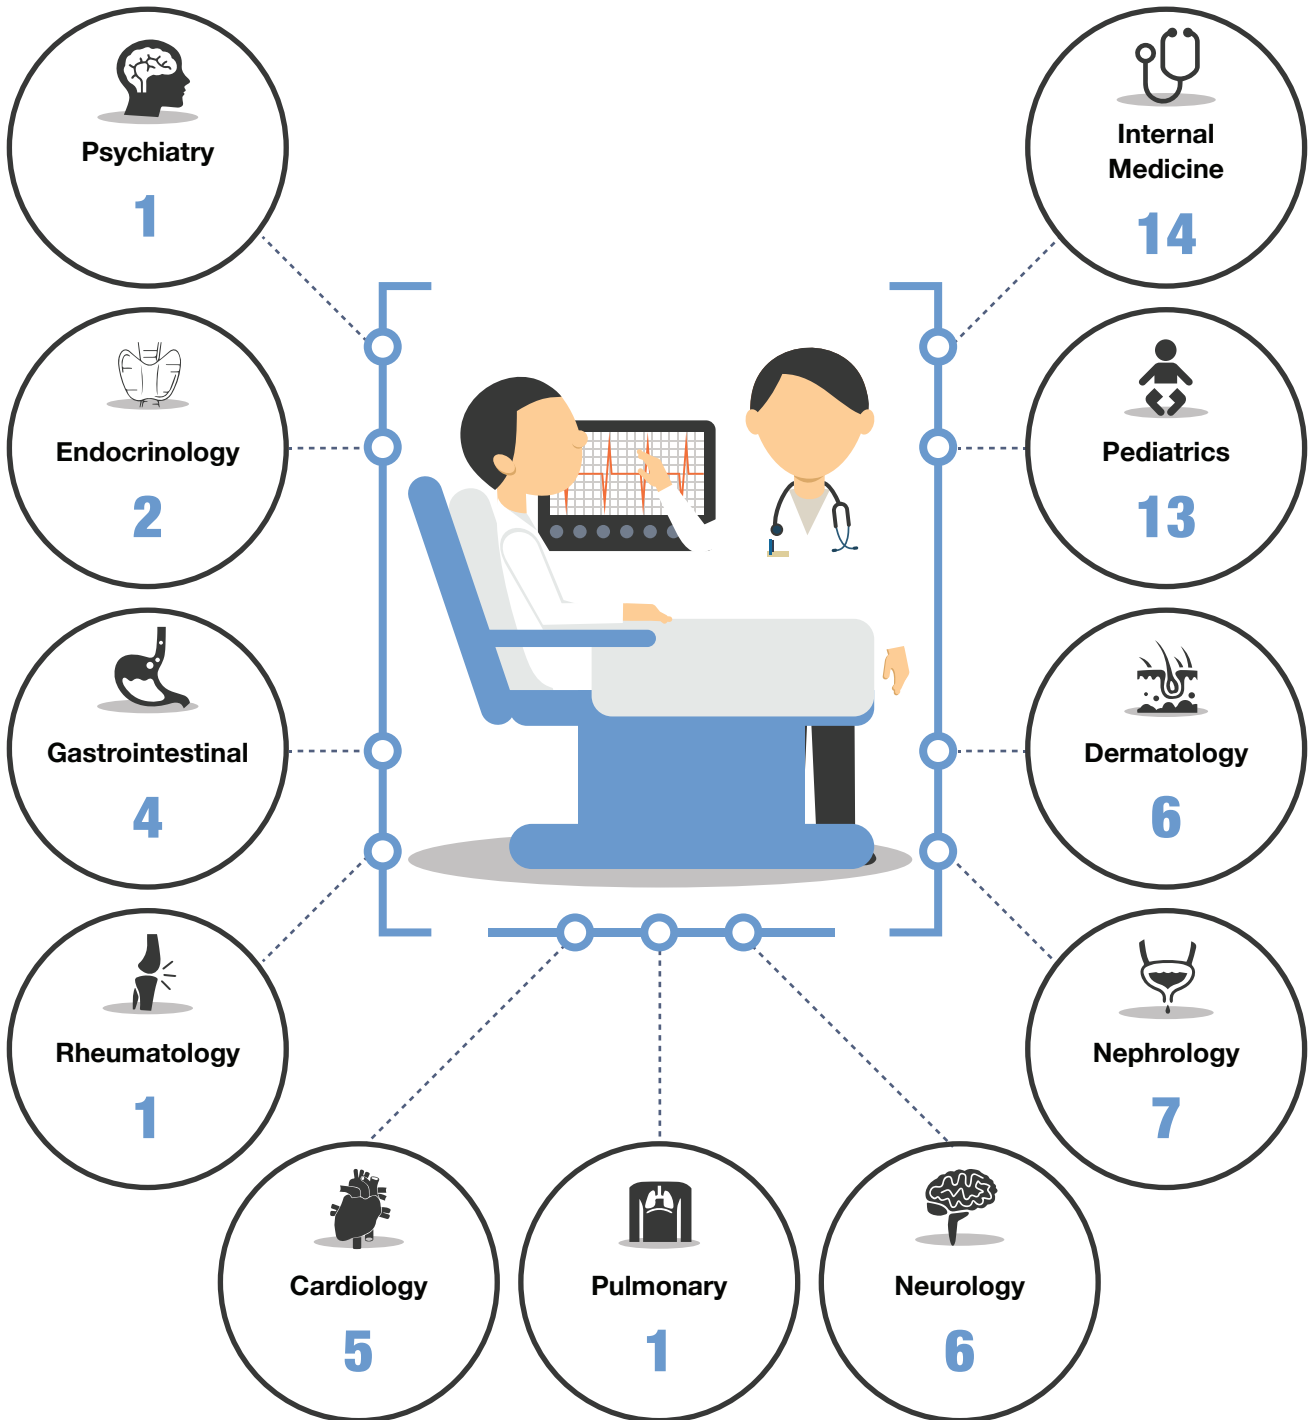 Psychiatry
1
Endocrinology
2
Gastrointestinal
4
Rheumatology
1
Cardiology
5
Pulmonary
1
Neurology
6
Internal
Medicine
14
Pediatrics
13
Dermatology
6
Nephrology
7